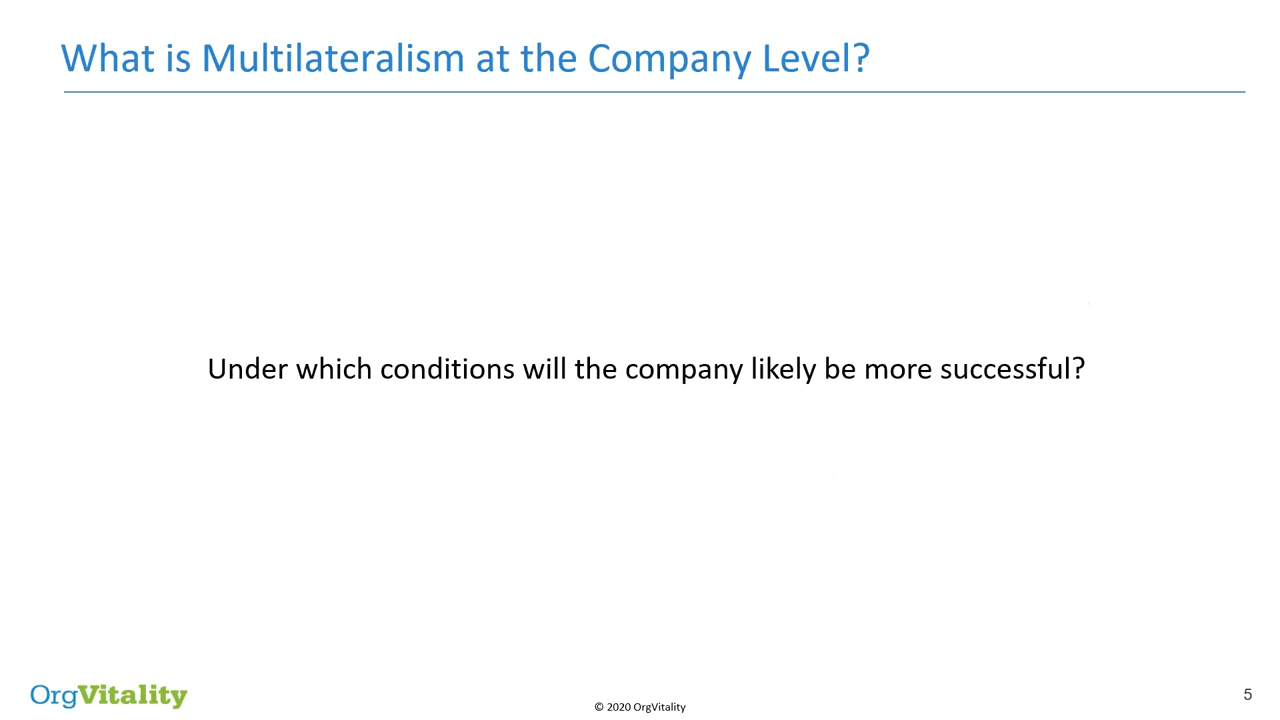 What is Multilateralism at the Company Level?
Under which conditions will the company likely be more successful?
OrgVitality
© 2020 OrgVitality
5